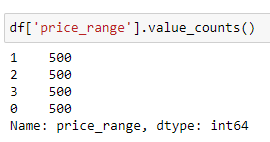 df['price_range'].value_counts()
1    500
2    500
3    500
0    500
Name: price_range, dtype: int64